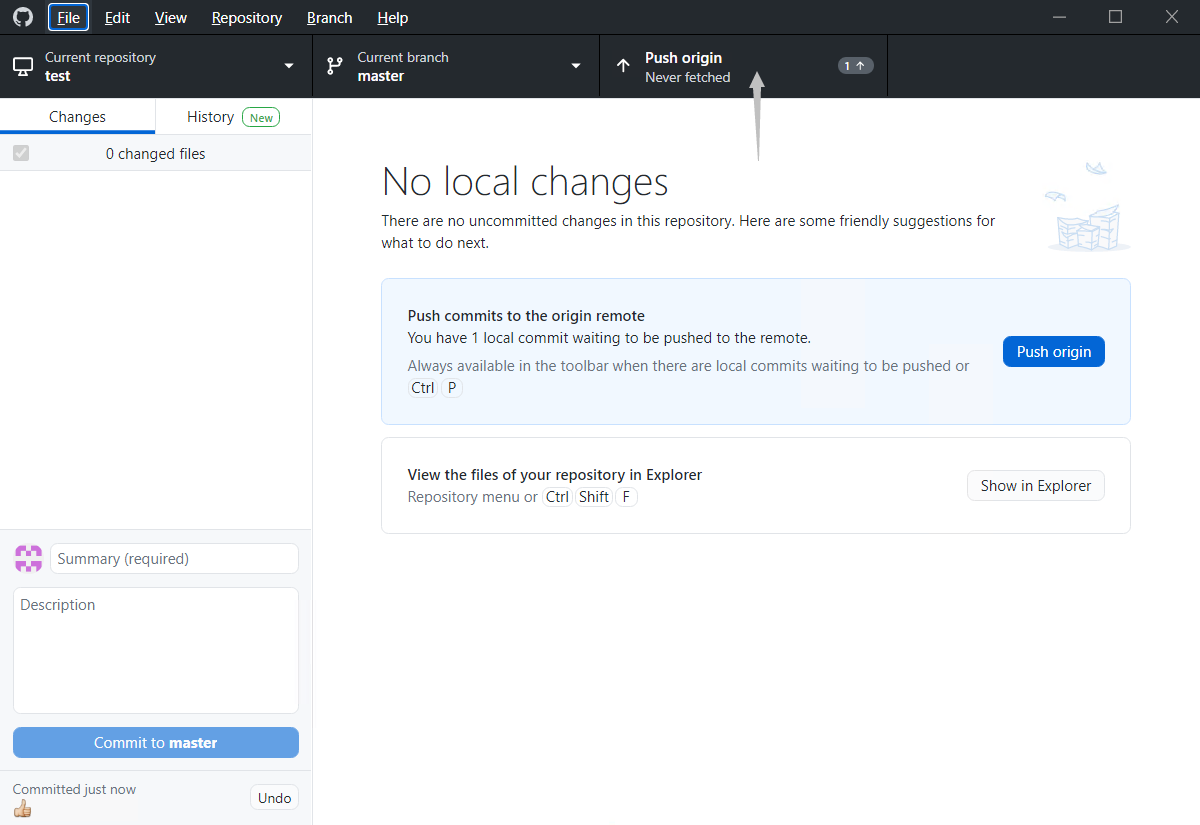 File Edit View Repository Branch Help
Current repository
test
Current branch
master
Push origin
Never fetched
1
Changes
History New
0 changed files
No local changes
There are no uncommitted changes in this repository. Here are some friendly suggestions for
what to do next.
Push commits to the origin remote
You have 1 local commit waiting to be pushed to the remote.
Always available in the toolbar when there are local commits waiting to be pushed or
Ctrl P
Push origin
View the files of your repository in Explorer
Repository menu or Ctrl Shift F
Show in Explorer
Summary (required)
Description
Commit to master
Committed just now
👍🏼
Undo